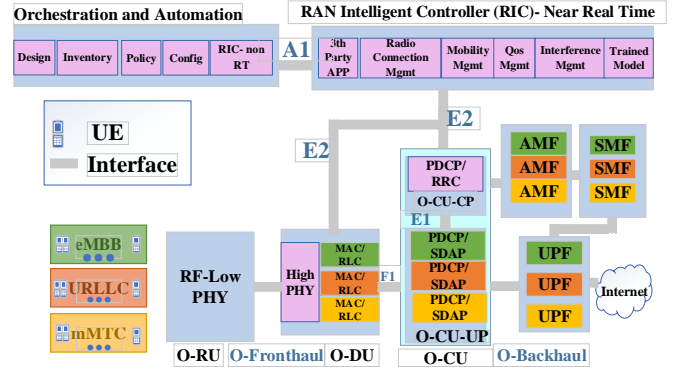 Orchestration and Automation
RAN Intelligent Controller (RIC)- Near Real Time
Design
Inventory
Policy
Config
RIC- non
RT
A1
3th
Party
APP
Radio
Connection
Mgmt
Mobility
Mgmt
Qos
Mgmt
Interference
Mgmt
Trained
Model
UE
Interface
E2
E2
PDCP/
RRC
O-CU-CP
AMF
AMF
AMF
SMF
SMF
SMF
E1
eMBB
URLLC
mMTC
RF-Low
PHY
High
PHY
MAC/
RLC
MAC/
RLC
MAC/
RLC
F1
PDCP/
SDAP
PDCP/
SDAP
PDCP/
SDAP
O-CU-UP
UPF
UPF
UPF
Internet
O-RU
O-Fronthaul
O-DU
O-CU
O-Backhaul